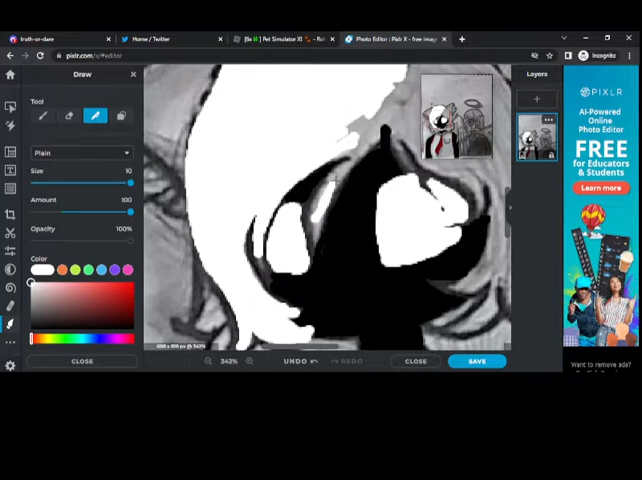 truth-or-dare
Home / Twitter
Pet Simulator X!
Photo Editor : Pixlr X - free imag
pixlr.com/x/#editor
Incognito
Draw
Layers
Tool
Plain
Size 10
Amount 100
Opacity 100%
Color
PIXLR
AI-Powered
Online
Photo Editor
FREE
for Educators
& Students
Learn more
342%
UNDO
REDO
CLOSE
SAVE
CLOSE
Want to remove ads?